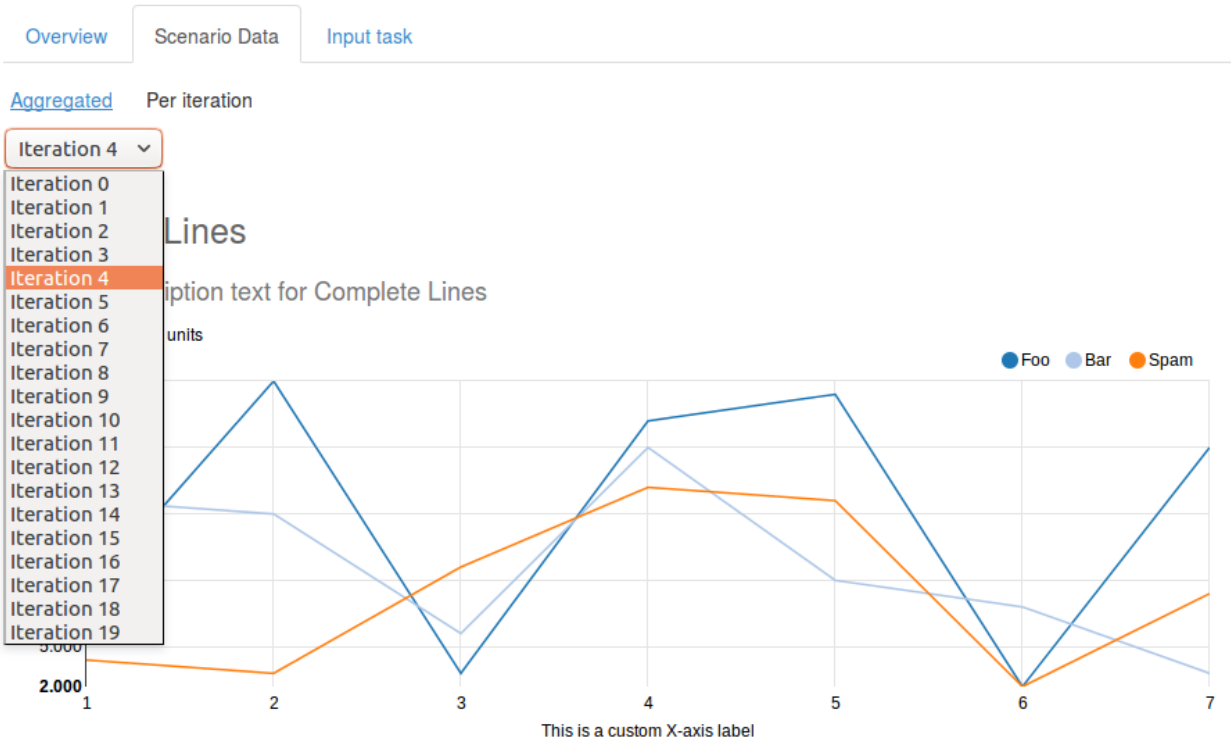 Overview Scenario Data Input task
Aggregated Per iteration
Iteration 4
Iteration 0
Iteration 1
Iteration 2
Iteration 3
Iteration 4
Iteration 5
Iteration 6
Iteration 7
Iteration 8
Iteration 9
Iteration 10
Iteration 11
Iteration 12
Iteration 13
Iteration 14
Iteration 15
Iteration 16
Iteration 17
Iteration 18
Iteration 19
Lines
text for Complete Lines
units
Foo Bar Spam
5.000
2.000
1 2 3 4 5 6 7
This is a custom X-axis label